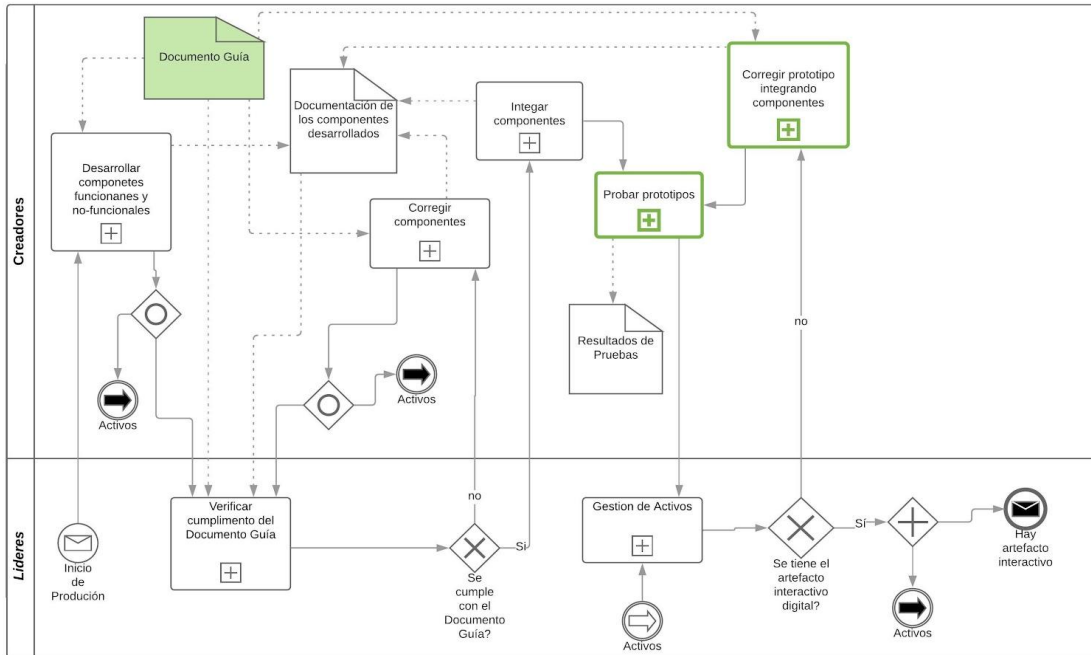 Creadores
Documento Guía
Desarrollar
componetes
funcionanes y
no-funcionales
Documentación de
los componentes
desarrollados
Corregir
componentes
Integar
componentes
Probar prototipos
Corregir prototipo
integrando
componentes
Resultados de
Pruebas
Activos
Activos
no
Lideres
Inicio
de
Produción
Verificar
cumplimento del
Documento Guía
no
Si
Se
cumple
con el
Documento
Guía?
Gestion de Activos
Activos
Se tiene el
artefacto
interactivo
digital?
Sí
Activos
Hay
artefacto
interactivo